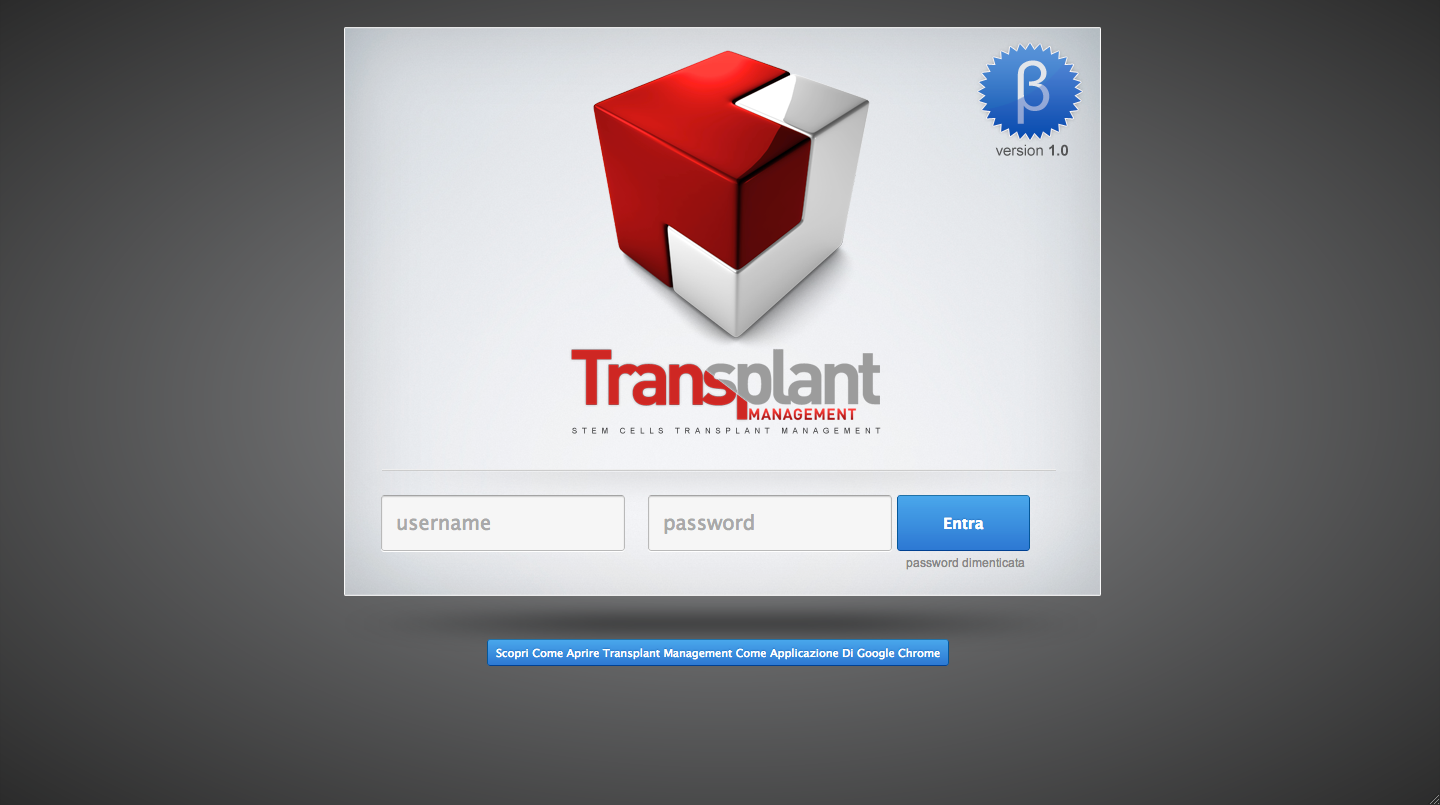 β
version 1.0
Transplant
MANAGEMENT
STEM CELLS TRANSPLANT MANAGEMENT
username
password
Entra
password dimenticata
Scopri Come Aprire Transplant Management Come Applicazione Di Google Chrome